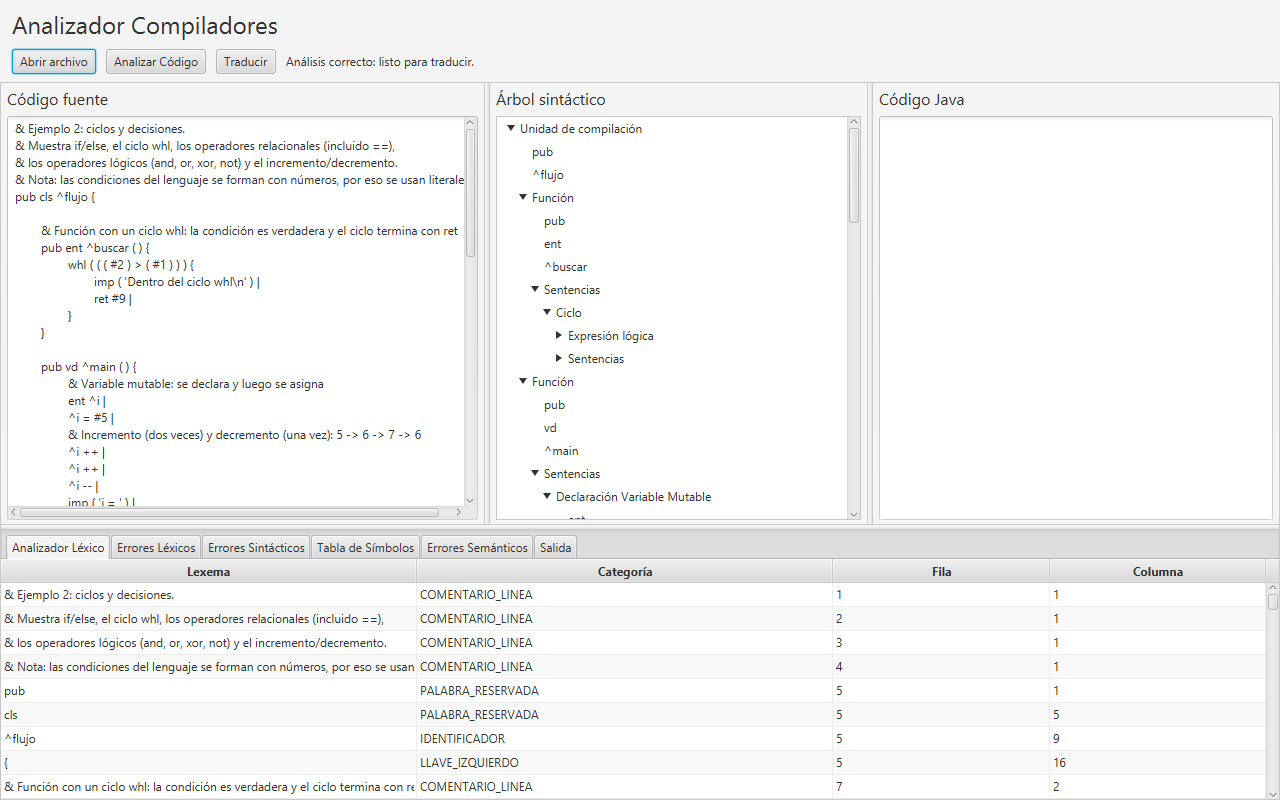 Analizador Compiladores
Abrir archivo
Analizar Código
Traducir
Análisis correcto: listo para traducir.
Código fuente
& Ejemplo 2: ciclos y decisiones.
& Muestra if/else, el ciclo whl, los operadores relacionales (incluido ==),
& los operadores lógicos (and, or, xor, not) y el incremento/decremento.
& Nota: las condiciones del lenguaje se forman con números, por eso se usan literale
pub cls ^flujo {
& Función con un ciclo whl: la condición es verdadera y el ciclo termina con ret
pub ent ^buscar ( ) {
whl ( ( ( #2 ) > ( #1 ) ) ) {
imp ( 'Dentro del ciclo whl\n' ) |
ret #9 |
}
}
pub vd ^main ( ) {
& Variable mutable: se declara y luego se asigna
ent ^i |
^i = #5 |
& Incremento (dos veces) y decremento (una vez): 5 -> 6 -> 7 -> 6
^i ++ |
^i ++ |
^i -- |
imp ( 'i = ' ) |
Árbol sintáctico
Unidad de compilación
pub
^flujo
Función
pub
ent
^buscar
Sentencias
Ciclo
Expresión lógica
Sentencias
Función
pub
vd
^main
Sentencias
Declaración Variable Mutable
ent
Código Java
Analizador Léxico
Errores Léxicos
Errores Sintácticos
Tabla de Símbolos
Errores Semánticos
Salida
Lexema Categoría Fila Columna
& Ejemplo 2: ciclos y decisiones. COMENTARIO_LINEA 1 1
& Muestra if/else, el ciclo whl, los operadores relacionales (incluido ==), COMENTARIO_LINEA 2 1
& los operadores lógicos (and, or, xor, not) y el incremento/decremento. COMENTARIO_LINEA 3 1
& Nota: las condiciones del lenguaje se forman con números, por eso se usan COMENTARIO_LINEA 4 1
pub PALABRA_RESERVADA 5 1
cls PALABRA_RESERVADA 5 5
^flujo IDENTIFICADOR 5 9
{ LLAVE_IZQUIERDO 5 16
& Función con un ciclo whl: la condición es verdadera y el ciclo termina con re COMENTARIO_LINEA 7 2